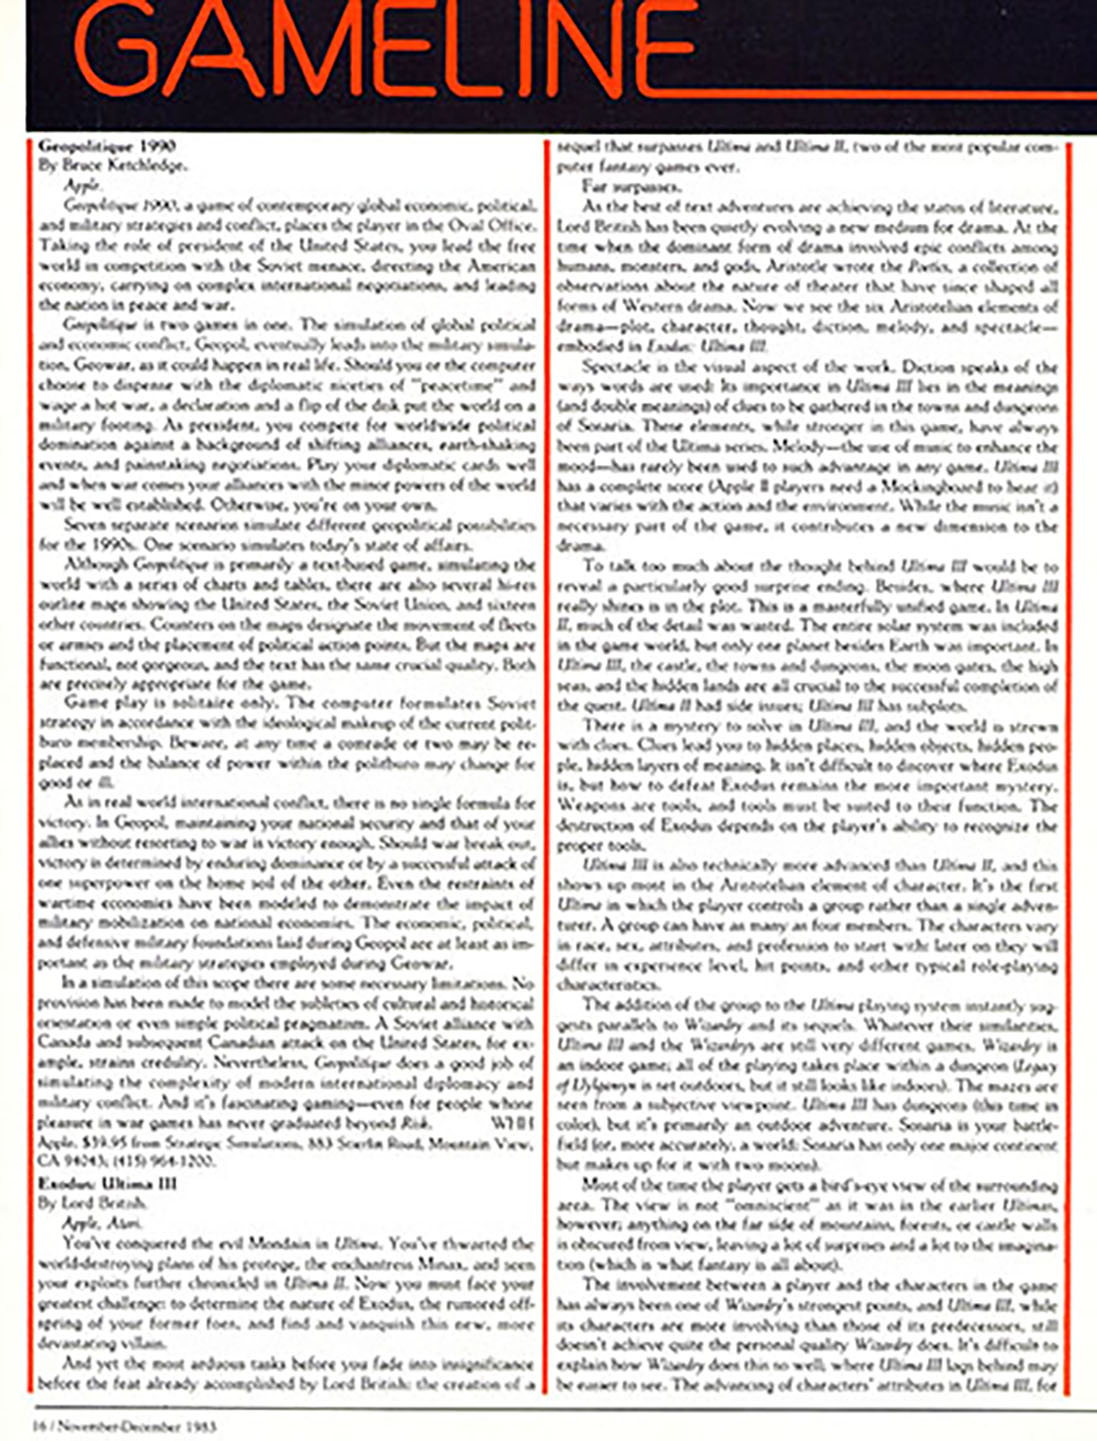 GAMELINE
Geopolitique 1990
By Bruce Ketchledge.
Apple.
Geopolitique 1990, a game of contemporary global economic, political,
and military strategies and conflict, places the player in the Oval Office.
Taking the role of president of the United States, you lead the free
world in competition with the Soviet menace, directing the American
economy, carrying on complex international negotiations, and leading
the nation in peace and war.
Geopolitique is two games in one. The simulation of global political
and economic conflict, Geopol, eventually leads into the military simula-
tion, Geowar, as it could happen in real life. Should you or the computer
choose to dispense with the diplomatic niceties of "peacetime" and
wage a hot war, a declaration and a flip of the disk put the world on a
military footing. As president, you compete for worldwide political
domination against a background of shifting alliances, earth-shaking
events, and painstaking negotiations. Play your diplomatic cards well
and when war comes your alliances with the minor powers of the world
will be well established. Otherwise, you're on your own.
Seven separate scenarios simulate different geopolitical possibilities
for the 1990s. One scenario simulates today's state of affairs.
Although Geopolitique is primarily a text-based game, simulating the
world with a series of charts and tables, there are also several hi-res
outline maps showing the United States, the Soviet Union, and sixteen
other countries. Counters on the maps designate the movement of fleets
or armies and the placement of political action points. But the maps are
functional, not gorgeous, and the text has the same crucial quality. Both
are precisely appropriate for the game.
Game play is solitaire only. The computer formulates Soviet
strategy in accordance with the ideological makeup of the current polit-
buro membership. Beware, at any time a comrade or two may be re-
placed and the balance of power within the politburo may change for
good or ill.
As in real world international conflict, there is no single formula for
victory. In Geopol, maintaining your national security and that of your
allies without resorting to war is victory enough. Should war break out,
victory is determined by enduring dominance or by a successful attack of
one superpower on the home soil of the other. Even the restraints of
wartime economies have been modeled to demonstrate the impact of
military mobilization on national economies. The economic, political,
and defensive military foundations laid during Geopol are at least as im-
portant as the military strategies employed during Geowar.
In a simulation of this scope there are some necessary limitations. No
provision has been made to model the subleties of cultural and historical
orientation or even simple political pragmatism. A Soviet alliance with
Canada and subsequent Canadian attack on the United States, for ex-
ample, strains credulity. Nevertheless, Geopolitique does a good job of
simulating the complexity of modern international diplomacy and
military conflict. And it's fascinating gaming—even for people whose
pleasure in war games has never graduated beyond Risk. WHH
Apple, $39.95 from Strategic Simulations, 883 Stierlin Road, Mountain View,
CA 94043; (415) 964-1200.
Exodus: Ultima III
By Lord British.
Apple, Atari.
You've conquered the evil Mondain in Ultima. You've thwarted the
world-destroying plans of his protege, the enchantress Minax, and seen
your exploits further chronicled in Ultima II. Now you must face your
greatest challenge: to determine the nature of Exodus, the rumored off-
spring of your former foes, and find and vanquish this new, more
devastating villain.
And yet the most arduous tasks before you fade into insignificance
before the feat already accomplished by Lord British: the creation of a
sequel that surpasses Ultima and Ultima II, two of the most popular com-
puter fantasy games ever.
Far surpasses.
As the best of text adventures are achieving the status of literature,
Lord British has been quietly evolving a new medium for drama. At the
time when the dominant form of drama involved epic conflicts among
humans, monsters, and gods, Aristotle wrote the Poetics, a collection of
observations about the nature of theater that have since shaped all
forms of Western drama. Now we see the six Aristotelian elements of
drama—plot, character, thought, diction, melody, and spectacle—
embodied in Exodus: Ultima III.
Spectacle is the visual aspect of the work. Diction speaks of the
ways words are used: Its importance in Ultima III lies in the meanings
(and double meanings) of clues to be gathered in the towns and dungeons
of Sosaria. These elements, while stronger in this game, have always
been part of the Ultima series. Melody—the use of music to enhance the
mood—has rarely been used to such advantage in any game. Ultima III
has a complete score (Apple II players need a Mockingboard to hear it)
that varies with the action and the environment. While the music isn't a
necessary part of the game, it contributes a new dimension to the
drama.
To talk too much about the thought behind Ultima III would be to
reveal a particularly good surprise ending. Besides, where Ultima III
really shines is in the plot. This is a masterfully unified game. In Ultima
II, much of the detail was wasted. The entire solar system was included
in the game world, but only one planet besides Earth was important. In
Ultima III, the castle, the towns and dungeons, the moon gates, the high
seas, and the hidden lands are all crucial to the successful completion of
the quest. Ultima II had side issues; Ultima III has subplots.
There is a mystery to solve in Ultima III, and the world is strewn
with clues. Clues lead you to hidden places, hidden objects, hidden peo-
ple, hidden layers of meaning. It isn't difficult to discover where Exodus
is, but how to defeat Exodus remains the more important mystery.
Weapons are tools, and tools must be suited to their function. The
destruction of Exodus depends on the player's ability to recognize the
proper tools.
Ultima III is also technically more advanced than Ultima II, and this
shows up most in the Aristotelian element of character. It's the first
Ultima in which the player controls a group rather than a single adven-
turer. A group can have as many as four members. The characters vary
in race, sex, attributes, and profession to start with; later on they will
differ in experience level, hit points, and other typical role-playing
characteristics.
The addition of the group to the Ultima playing system instantly sug-
gests parallels to Wizardry and its sequels. Whatever their similarities,
Ultima III and the Wizardrys are still very different games. Wizardry is
an indoor game; all of the playing takes place within a dungeon (Legacy
of Llylgamyn is set outdoors, but it still looks like indoors). The mazes are
seen from a subjective viewpoint. Ultima III has dungeons (this time in
color), but it's primarily an outdoor adventure. Sosaria is your battle-
field (or, more accurately, a world; Sosaria has only one major continent
but makes up for it with two moons).
Most of the time the player gets a bird's-eye view of the surrounding
area. The view is not "omniscient" as it was in the earlier Ultimas,
however; anything on the far side of mountains, forests, or castle walls
is obscured from view, leaving a lot of surprises and a lot to the imagina-
tion (which is what fantasy is all about).
The involvement between a player and the characters in the game
has always been one of Wizardry's strongest points, and Ultima III, while
its characters are more involving than those of its predecessors, still
doesn't achieve quite the personal quality Wizardry does. It's difficult to
explain how Wizardry does this so well; where Ultima III lags behind may
be easier to see. The advancing of characters' attributes in Ultima III, for
16 / November-December 1983